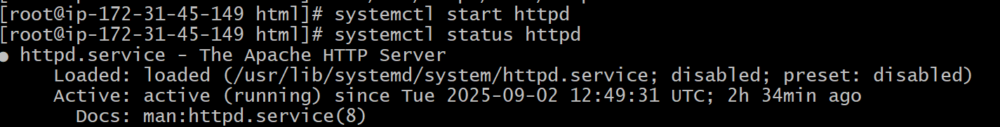 [root@ip-172-31-45-149 html]# systemctl start httpd
[root@ip-172-31-45-149 html]# systemctl status httpd
● httpd.service - The Apache HTTP Server
Loaded: loaded (/usr/lib/systemd/system/httpd.service; disabled; preset: disabled)
Active: active (running) since Tue 2025-09-02 12:49:31 UTC; 2h 34min ago
Docs: man:httpd.service(8)